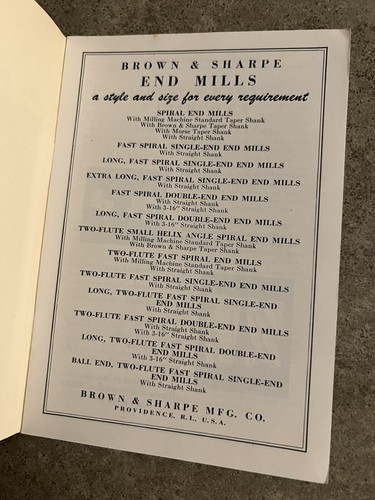 BROWN & SHARPE
END MILLS
a style and size for every requirement
SPIRAL END MILLS
With Milling Machine Standard Taper Shank
With Brown & Sharpe Taper Shank
With Morse Taper Shank
With Straight Shank
FAST SPIRAL SINGLE-END END MILLS
With Straight Shank
LONG, FAST SPIRAL SINGLE-END END MILLS
With Straight Shank
EXTRA LONG, FAST SPIRAL SINGLE-END END MILLS
With Straight Shank
FAST SPIRAL DOUBLE-END END MILLS
With Straight Shank
With 3-16" Straight Shank
LONG, FAST SPIRAL DOUBLE-END END MILLS
With 3-16" Straight Shank
TWO-FLUTE SMALL HELIX ANGLE SPIRAL END MILLS
With Milling Machine Standard Taper Shank
With Brown & Sharpe Taper Shank
TWO-FLUTE FAST SPIRAL END MILLS
With Milling Machine Standard Taper Shank
With Straight Shank
TWO-FLUTE FAST SPIRAL SINGLE-END END MILLS
With Straight Shank
LONG, TWO-FLUTE FAST SPIRAL SINGLE-END
END MILLS
With Straight Shank
TWO-FLUTE FAST SPIRAL DOUBLE-END END MILLS
With Straight Shank
With 3-16" Straight Shank
LONG, TWO-FLUTE FAST SPIRAL DOUBLE-END
END MILLS
With 3-16" Straight Shank
BALL END, TWO-FLUTE FAST SPIRAL SINGLE-END
END MILLS
With Straight Shank
BROWN & SHARPE MFG. CO.
PROVIDENCE, R.I., U.S.A.